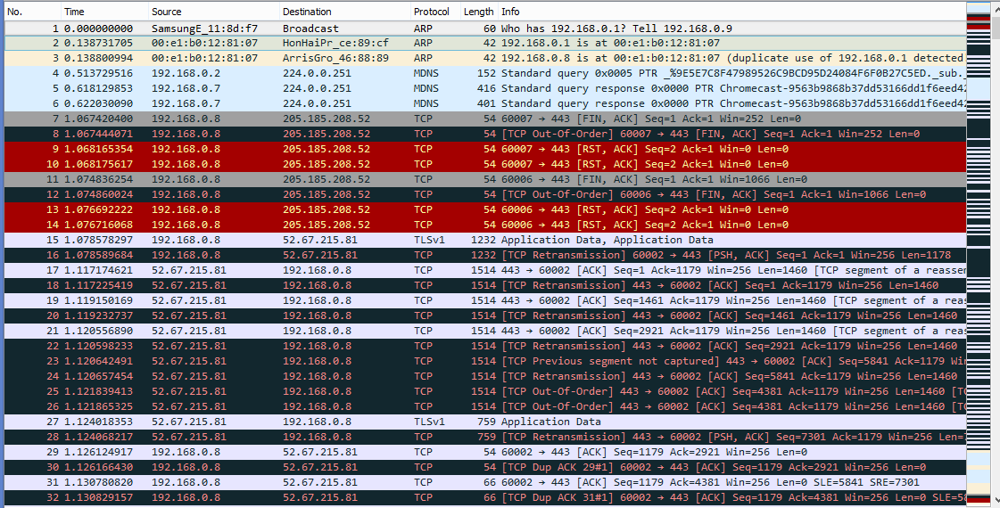 No. Time Source Destination Protocol Length Info
1 0.000000000 SamsungE_11:8d:f7 Broadcast ARP 60 Who has 192.168.0.1? Tell 192.168.0.9
2 0.138731705 00:e1:b0:12:81:07 HonHaiPr_ce:89:cf ARP 42 192.168.0.1 is at 00:e1:b0:12:81:07
3 0.138800994 00:e1:b0:12:81:07 ArrisGro_46:88:89 ARP 42 192.168.0.8 is at 00:e1:b0:12:81:07 (duplicate use of 192.168.0.1 detected
4 0.513729516 192.168.0.2 224.0.0.251 MDNS 152 Standard query 0x0005 PTR _%9E5E7C8F47989526C9BCD95D24084F6F0B27C5ED._sub._
5 0.618129853 192.168.0.7 224.0.0.251 MDNS 416 Standard query response 0x0000 PTR Chromecast-9563b9868b37dd53166dd1f6eed42
6 0.622030090 192.168.0.7 224.0.0.251 MDNS 401 Standard query response 0x0000 PTR Chromecast-9563b9868b37dd53166dd1f6eed42
7 1.067420400 192.168.0.8 205.185.208.52 TCP 54 60007 → 443 [FIN, ACK] Seq=1 Ack=1 Win=252 Len=0
8 1.067444071 192.168.0.8 205.185.208.52 TCP 54 [TCP Out-Of-Order] 60007 → 443 [FIN, ACK] Seq=1 Ack=1 Win=252 Len=0
9 1.068165354 192.168.0.8 205.185.208.52 TCP 54 60007 → 443 [RST, ACK] Seq=2 Ack=1 Win=0 Len=0
10 1.068175617 192.168.0.8 205.185.208.52 TCP 54 60007 → 443 [RST, ACK] Seq=2 Ack=1 Win=0 Len=0
11 1.074836254 192.168.0.8 205.185.208.52 TCP 54 60006 → 443 [FIN, ACK] Seq=1 Ack=1 Win=1066 Len=0
12 1.074860024 192.168.0.8 205.185.208.52 TCP 54 [TCP Out-Of-Order] 60006 → 443 [FIN, ACK] Seq=1 Ack=1 Win=1066 Len=0
13 1.076692222 192.168.0.8 205.185.208.52 TCP 54 60006 → 443 [RST, ACK] Seq=2 Ack=1 Win=0 Len=0
14 1.076716068 192.168.0.8 205.185.208.52 TCP 54 60006 → 443 [RST, ACK] Seq=2 Ack=1 Win=0 Len=0
15 1.078578297 192.168.0.8 52.67.215.81 TLSv1 1232 Application Data, Application Data
16 1.078589684 192.168.0.8 52.67.215.81 TCP 1232 [TCP Retransmission] 60002 → 443 [PSH, ACK] Seq=1 Ack=1 Win=256 Len=1178
17 1.117174621 52.67.215.81 192.168.0.8 TCP 1514 443 → 60002 [ACK] Seq=1 Ack=1179 Win=256 Len=1460 [TCP segment of a reassem
18 1.117225419 52.67.215.81 192.168.0.8 TCP 1514 [TCP Retransmission] 443 → 60002 [ACK] Seq=1 Ack=1179 Win=256 Len=1460
19 1.119150169 52.67.215.81 192.168.0.8 TCP 1514 443 → 60002 [ACK] Seq=1461 Ack=1179 Win=256 Len=1460 [TCP segment of a reas
20 1.119232737 52.67.215.81 192.168.0.8 TCP 1514 [TCP Retransmission] 443 → 60002 [ACK] Seq=1461 Ack=1179 Win=256 Len=1460
21 1.120556890 52.67.215.81 192.168.0.8 TCP 1514 443 → 60002 [ACK] Seq=2921 Ack=1179 Win=256 Len=1460 [TCP segment of a reas
22 1.120598233 52.67.215.81 192.168.0.8 TCP 1514 [TCP Retransmission] 443 → 60002 [ACK] Seq=2921 Ack=1179 Win=256 Len=1460
23 1.120642491 52.67.215.81 192.168.0.8 TCP 1514 [TCP Previous segment not captured] 443 → 60002 [ACK] Seq=5841 Ack=1179 Win
24 1.120657454 52.67.215.81 192.168.0.8 TCP 1514 [TCP Retransmission] 443 → 60002 [ACK] Seq=5841 Ack=1179 Win=256 Len=1460
25 1.121839413 52.67.215.81 192.168.0.8 TCP 1514 [TCP Out-Of-Order] 443 → 60002 [ACK] Seq=4381 Ack=1179 Win=256 Len=1460 [TC
26 1.121865325 52.67.215.81 192.168.0.8 TCP 1514 [TCP Out-Of-Order] 443 → 60002 [ACK] Seq=4381 Ack=1179 Win=256 Len=1460 [TC
27 1.124018353 52.67.215.81 192.168.0.8 TLSv1 759 Application Data
28 1.124068217 52.67.215.81 192.168.0.8 TCP 759 [TCP Retransmission] 443 → 60002 [PSH, ACK] Seq=7301 Ack=1179 Win=256 Len=
29 1.126124917 192.168.0.8 52.67.215.81 TCP 54 60002 → 443 [ACK] Seq=1179 Ack=2921 Win=256 Len=0
30 1.126166430 192.168.0.8 52.67.215.81 TCP 54 [TCP Dup ACK 29#1] 60002 → 443 [ACK] Seq=1179 Ack=2921 Win=256 Len=0
31 1.130780820 192.168.0.8 52.67.215.81 TCP 66 60002 → 443 [ACK] Seq=1179 Ack=4381 Win=256 Len=0 SLE=5841 SRE=7301
32 1.130829157 192.168.0.8 52.67.215.81 TCP 66 [TCP Dup ACK 31#1] 60002 → 443 [ACK] Seq=1179 Ack=4381 Win=256 Len=0 SLE=58